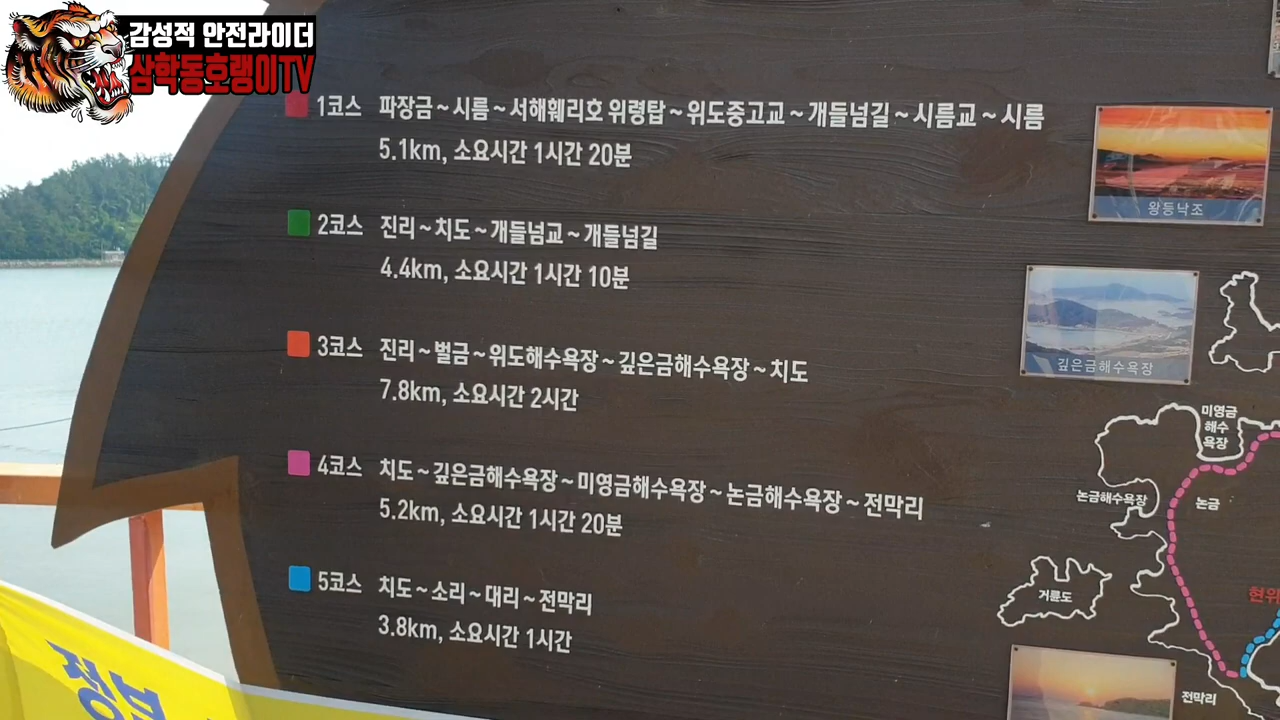 감성적 안전라이더
삼학동호랭이TV
1코스 파장금~시름~서해훼리호 위령탑~위도중고교~개들넘길~시름교~시름
5.1km, 소요시간 1시간 20분
2코스 진리~치도~개들넘교~개들넘길
4.4km, 소요시간 1시간 10분
3코스 진리~벌금~위도해수욕장~깊은금해수욕장~치도
7.8km, 소요시간 2시간
4코스 치도~깊은금해수욕장~미영금해수욕장~논금해수욕장~전막리
5.2km, 소요시간 1시간 20분
5코스 치도~소리~대리~전막리
3.8km, 소요시간 1시간
왕등낙조
깊은금해수욕장
미영금
해수
욕장
논금해수욕장
논금
거륜도
현위
전막리
정보